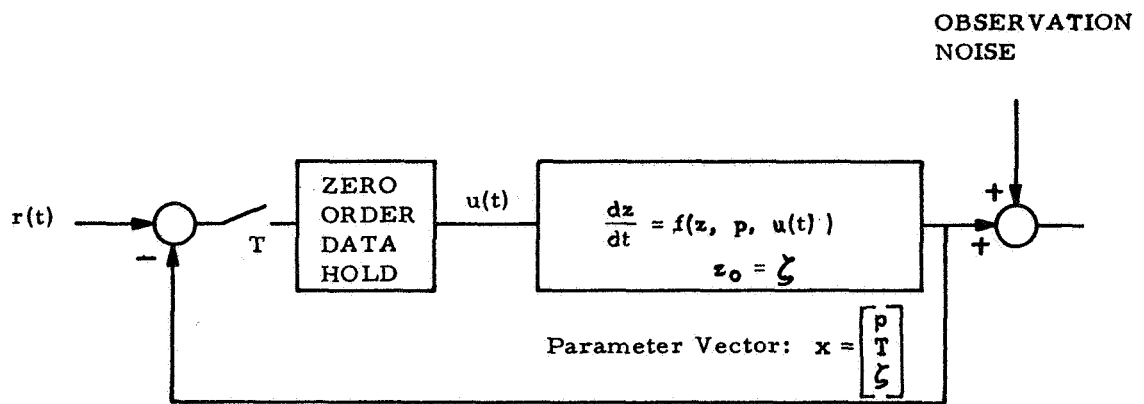 OBSERVATION
NOISE
r(t)
−
T
ZERO
ORDER
DATA
HOLD
u(t)
dz/dt = f(z, p, u(t))
z₀ = ζ
+
+
Parameter Vector: x = [p T ζ]